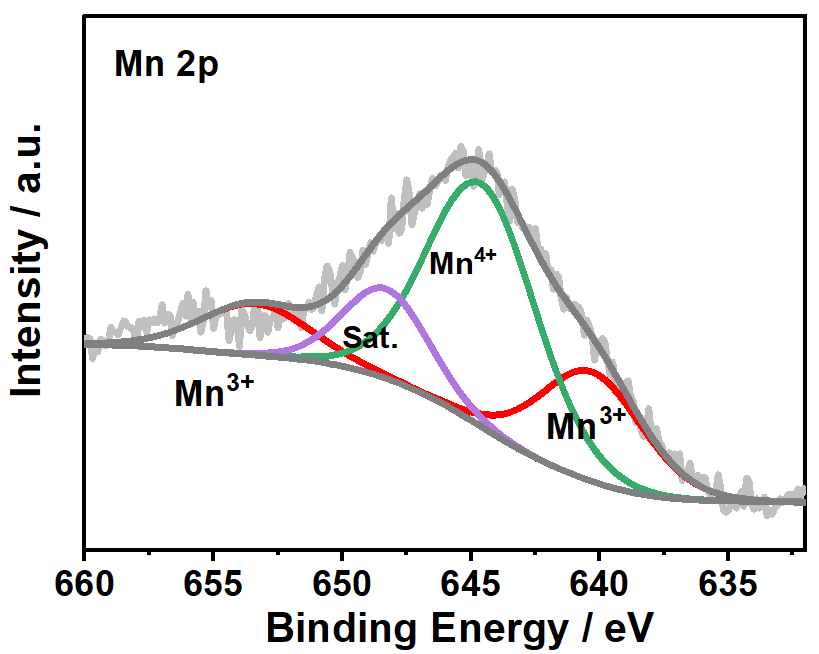 Mn 2p
Intensity / a.u.
Mn⁴⁺
Sat.
Mn³⁺
Mn³⁺
660 655 650 645 640 635
Binding Energy / eV